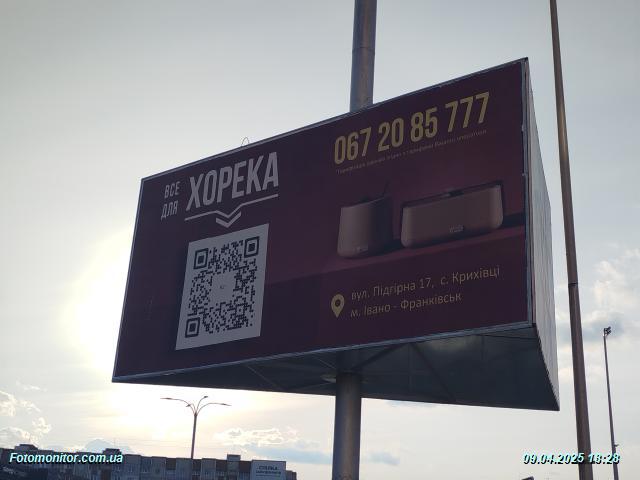 ВСЕ
ДЛЯ
ХОРЕКА
067 20 85 777
вул. Підгірна 17, с. Крихівці
м. Івано - Франківськ
Fotomonitor.com.ua
09.04.2025 18:28